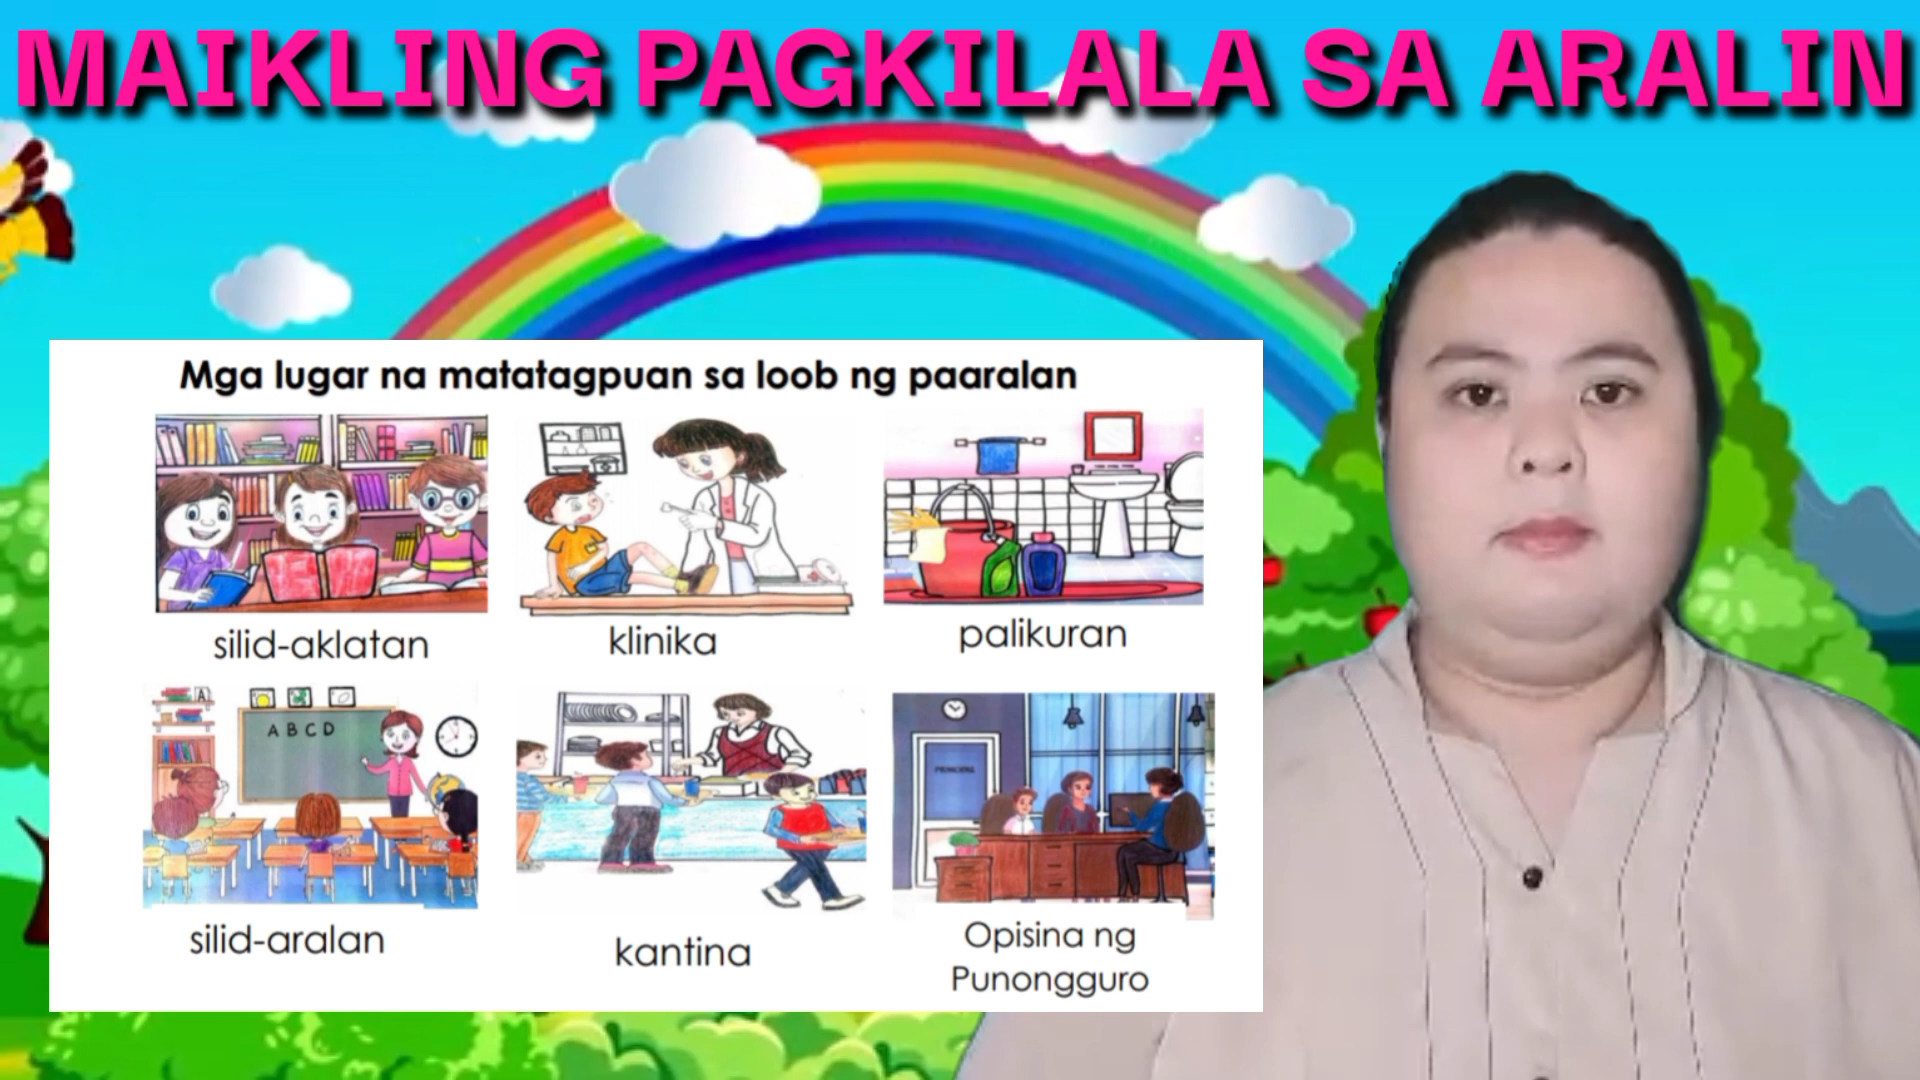 MAIKLING PAGKILALA SA ARALIN
Mga lugar na matatagpuan sa loob ng paaralan
silid-aklatan
klinika
palikuran
A
A B C D
PRINCIPAL
silid-aralan
kantina
Opisina ng
Punongguro